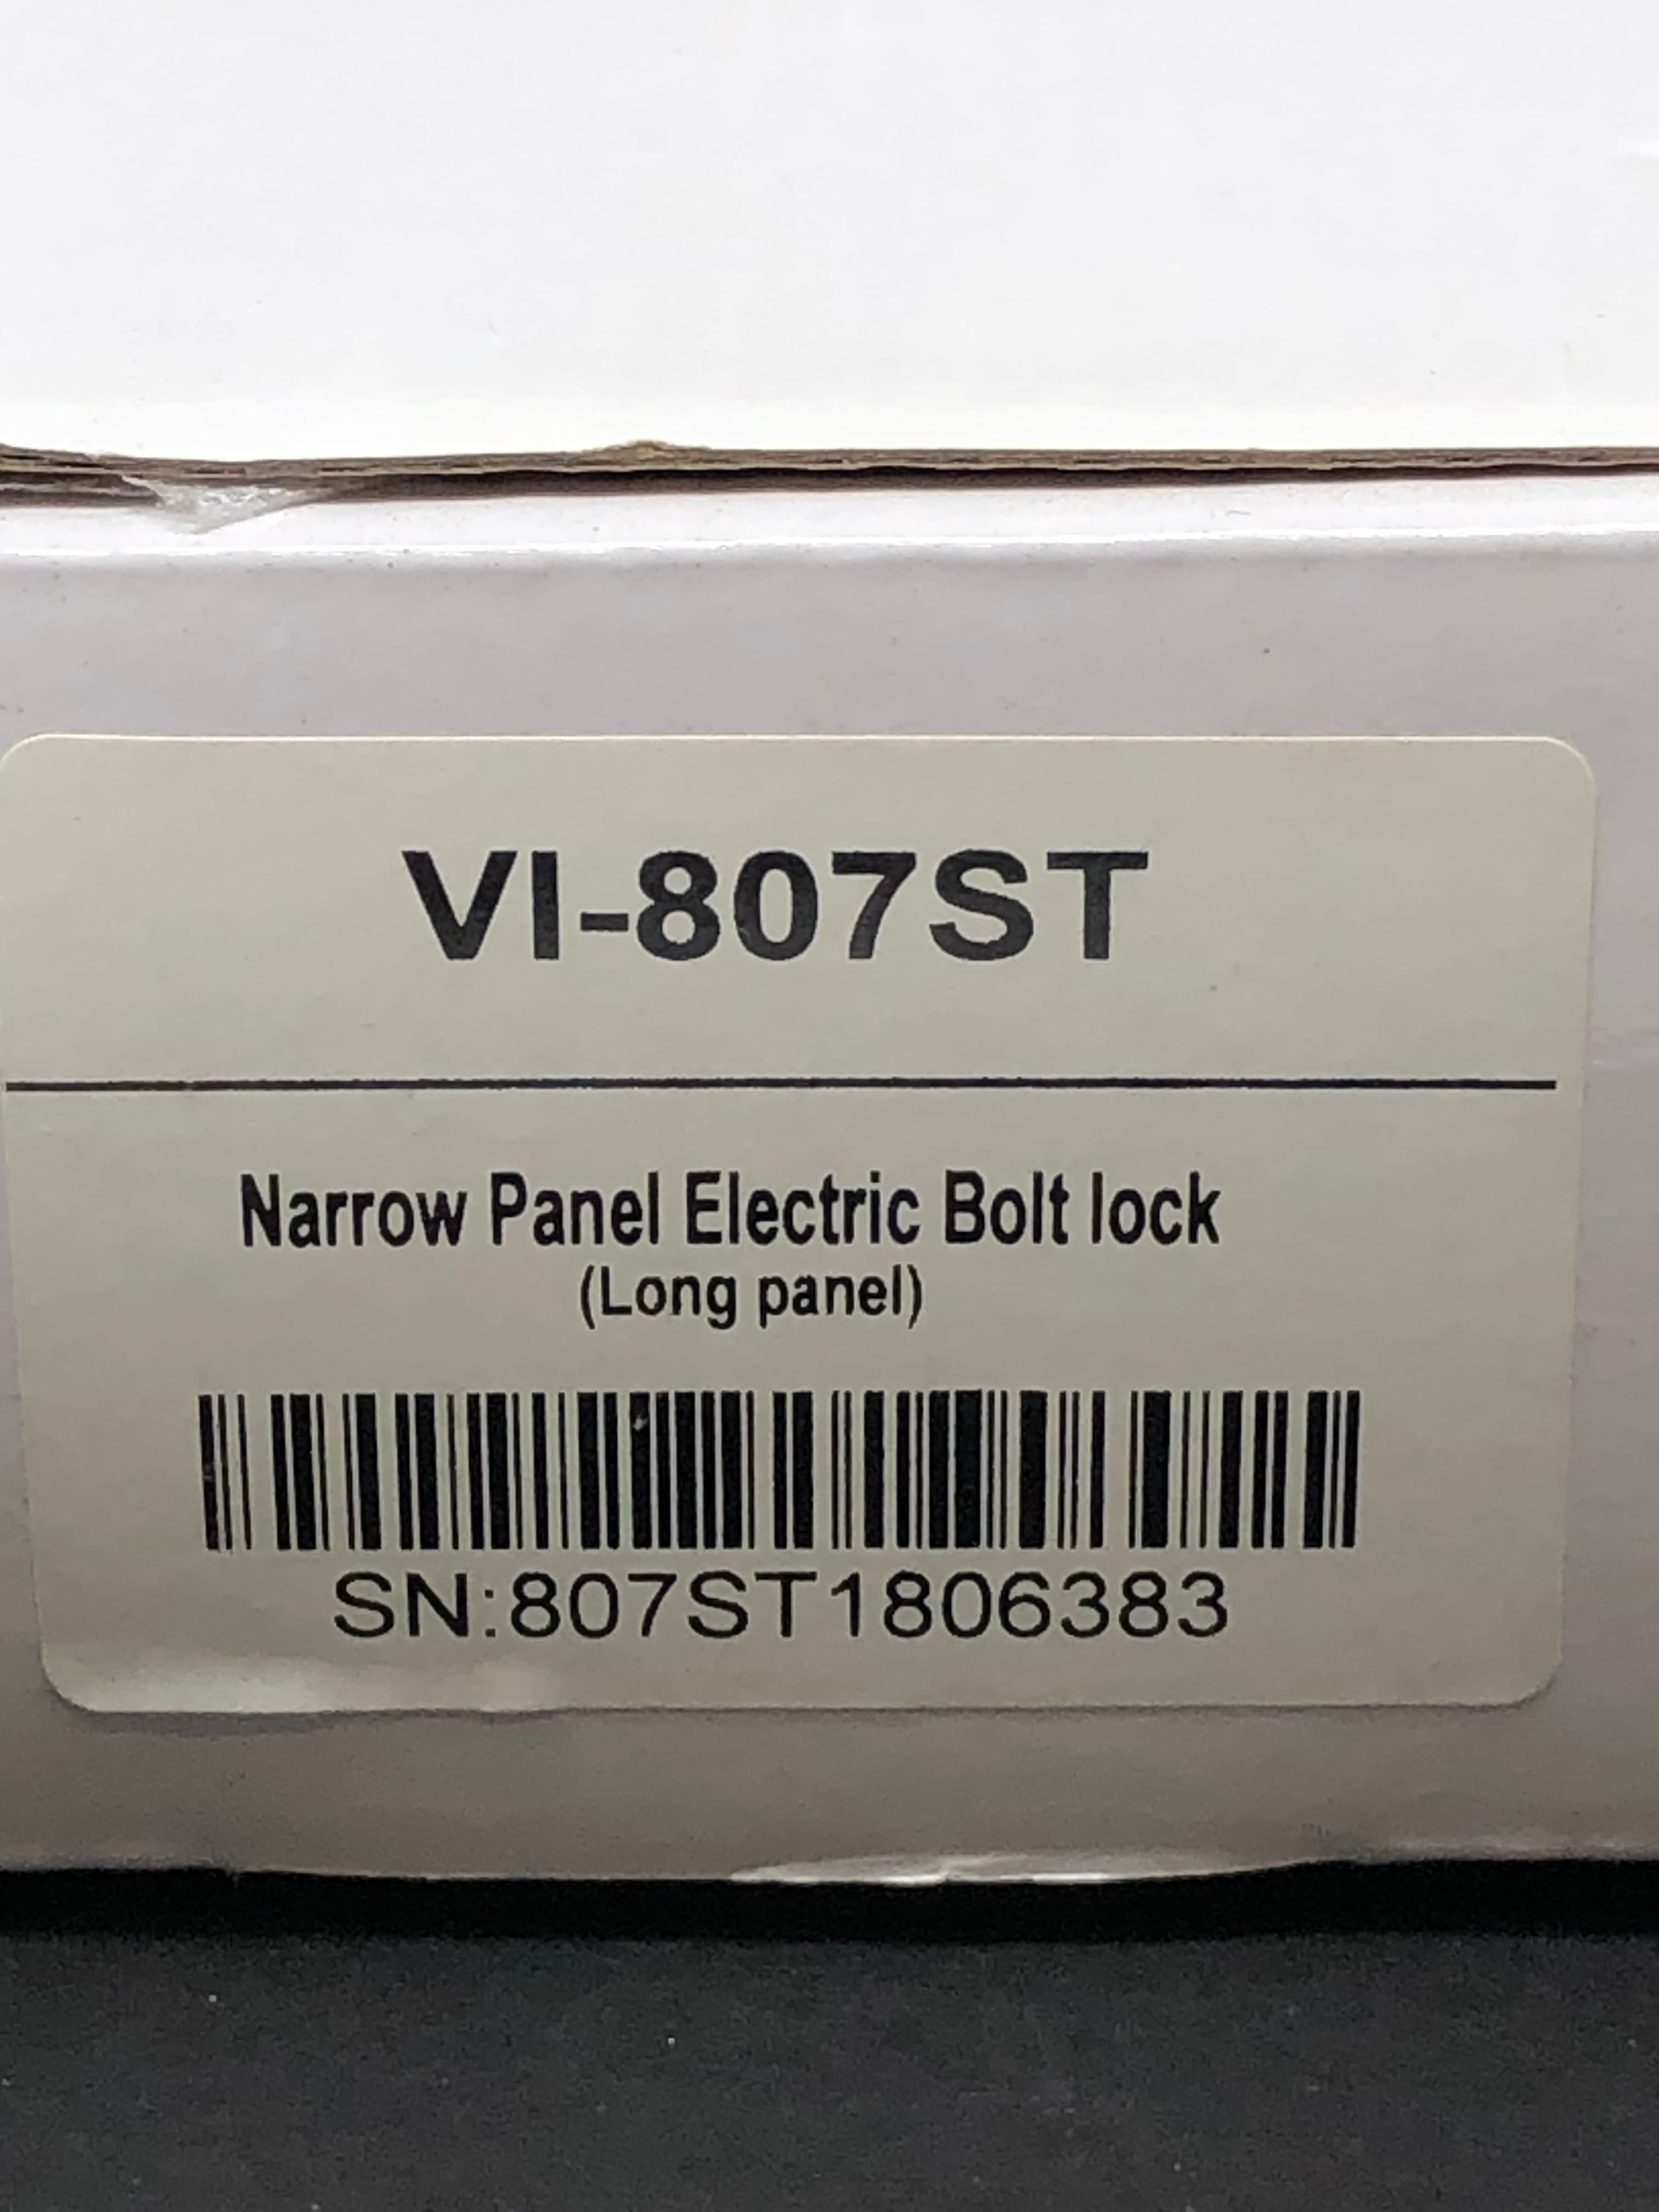 VI-807ST
Narrow Panel Electric Bolt lock
(Long panel)
SN:807ST1806383